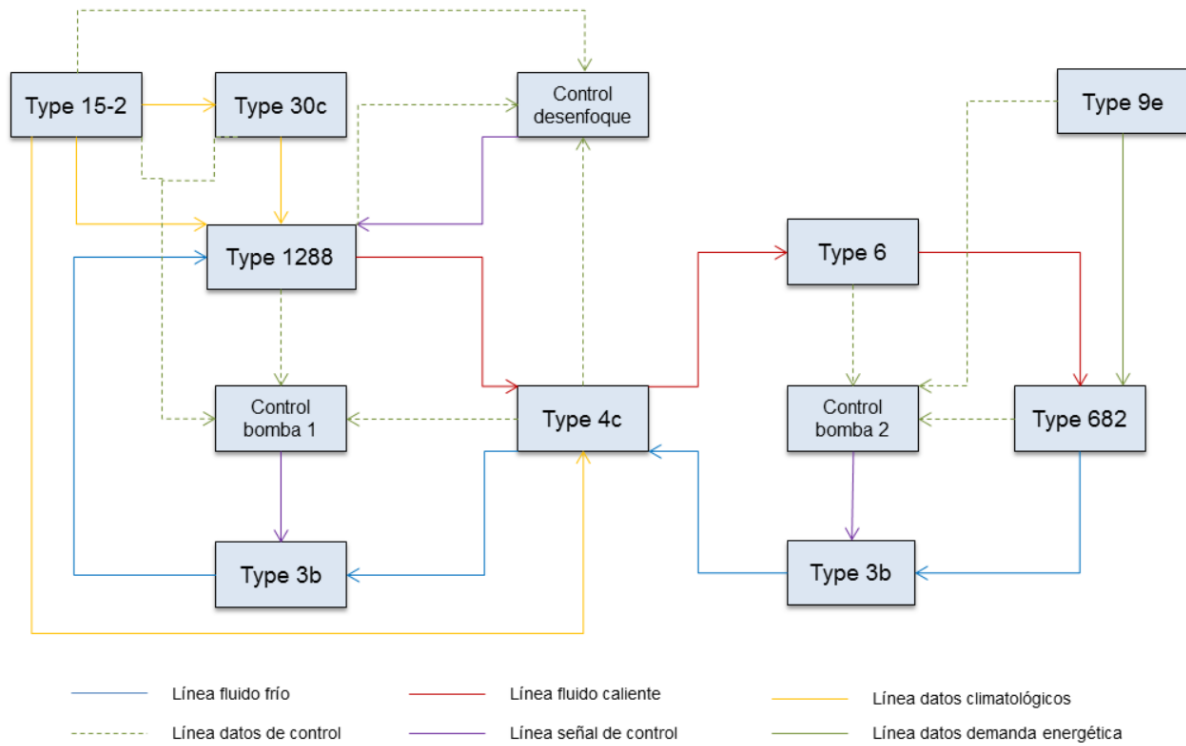 Type 15-2
Type 30c
Control
desenfoque
Type 9e
Type 1288
Type 6
Control
bomba 1
Type 4c
Control
bomba 2
Type 682
Type 3b
Type 3b
Línea fluido frío
Línea fluido caliente
Línea datos climatológicos
Línea datos de control
Línea señal de control
Línea datos demanda energética